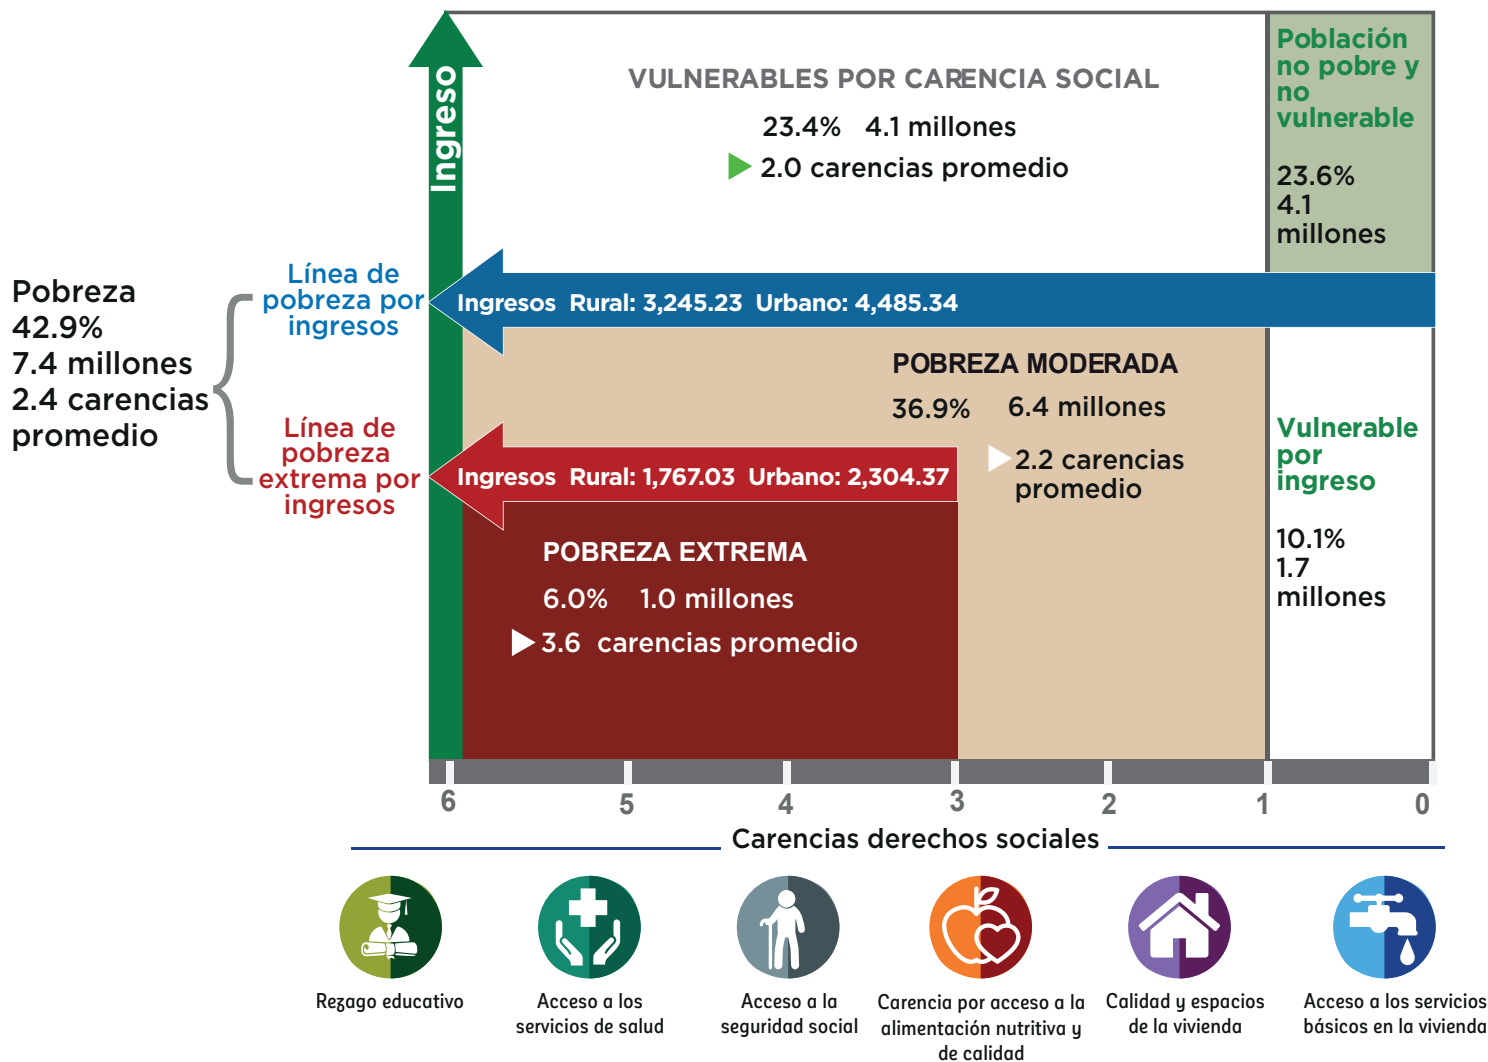 Ingreso
VULNERABLES POR CARENCIA SOCIAL
23.4% 4.1 millones
2.0 carencias promedio
Población
no pobre y
no
vulnerable
23.6%
4.1
millones
Pobreza
42.9%
7.4 millones
2.4 carencias
promedio
Línea de
pobreza por
ingresos
Ingresos Rural: 3,245.23 Urbano: 4,485.34
POBREZA MODERADA
36.9% 6.4 millones
2.2 carencias
promedio
Línea de
pobreza
extrema por
ingresos
Ingresos Rural: 1,767.03 Urbano: 2,304.37
POBREZA EXTREMA
6.0% 1.0 millones
3.6 carencias promedio
Vulnerable
por
ingreso
10.1%
1.7
millones
6 5 4 3 2 1 0
Carencias derechos sociales
Rezago educativo
Acceso a los
servicios de salud
Acceso a la
seguridad social
Carencia por acceso a la
alimentación nutritiva y
de calidad
Calidad y espacios
de la vivienda
Acceso a los servicios
básicos en la vivienda